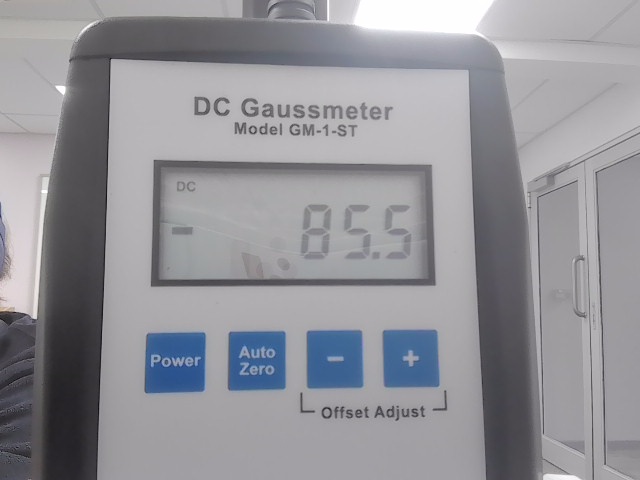 DC Gaussmeter
Model GM-1-ST
DC
- 85.5
Power
Auto
Zero
-
+
Offset Adjust